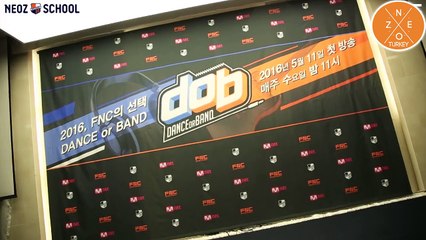 NEOZ SCHOOL
N
Z E
O
TURKEY
2016, FNC의 선택
DANCE or BAND
dob
DANCE or BAND
2016년 5월 11일 첫 방송
매주 수요일 밤 11시